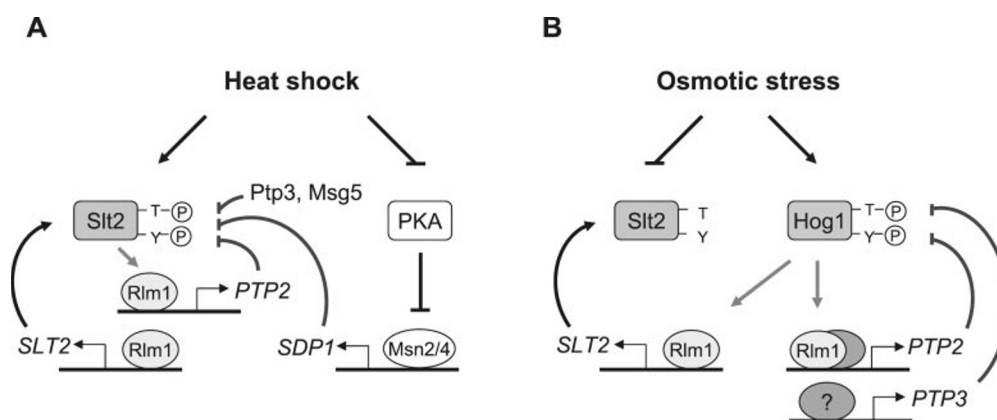 A
B
Heat shock
Osmotic stress
Ptp3, Msg5
Slt2
T
P
Y
P
PKA
Slt2
T
Y
Hog1
T
P
Y
P
Rlm1
PTP2
SLT2
Rlm1
SDP1
Msn2/4
SLT2
Rlm1
Rlm1
PTP2
?
PTP3